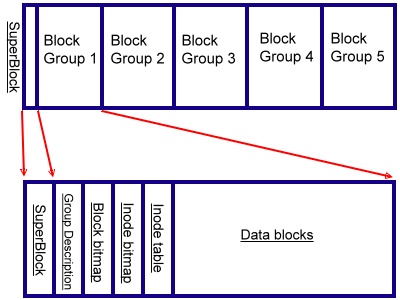 SuperBlock
Block
Group 1
Block
Group 2
Block
Group 3
Block
Group 4
Block
Group 5
SuperBlock
Group Description
Block bitmap
Inode bitmap
Inode table
Data blocks